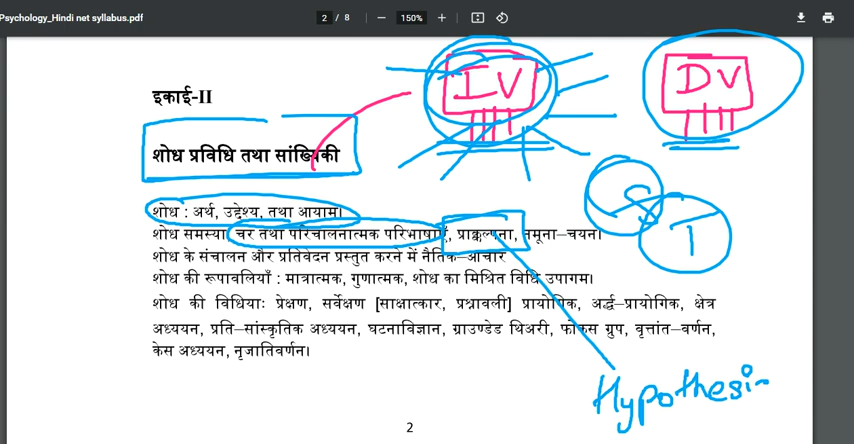 Psychology_Hindi net syllabus.pdf
2 / 8
150%
IV
DV
इकाई-II
शोध प्रविधि तथा सांख्यिकी
S
T
शोध : अर्थ, उद्देश्य, तथा आयाम।
शोध समस्या, चर तथा परिचालनात्मक परिभाषाएँ, प्राक्कल्पना, नमूना–चयन।
शोध के संचालन और प्रतिवेदन प्रस्तुत करने में नैतिक–आचार
शोध की रूपावलियाँ : मात्रात्मक, गुणात्मक, शोध का मिश्रित विधि उपागम।
शोध की विधियाः प्रेक्षण, सर्वेक्षण [साक्षात्कार, प्रश्नावली] प्रायोगिक, अर्द्ध–प्रायोगिक, क्षेत्र
अध्ययन, प्रति–सांस्कृतिक अध्ययन, घटनाविज्ञान, ग्राउण्डेड थिअरी, फोकस ग्रुप, वृत्तांत–वर्णन,
केस अध्ययन, नृजातिवर्णन।
Hypothesi
2